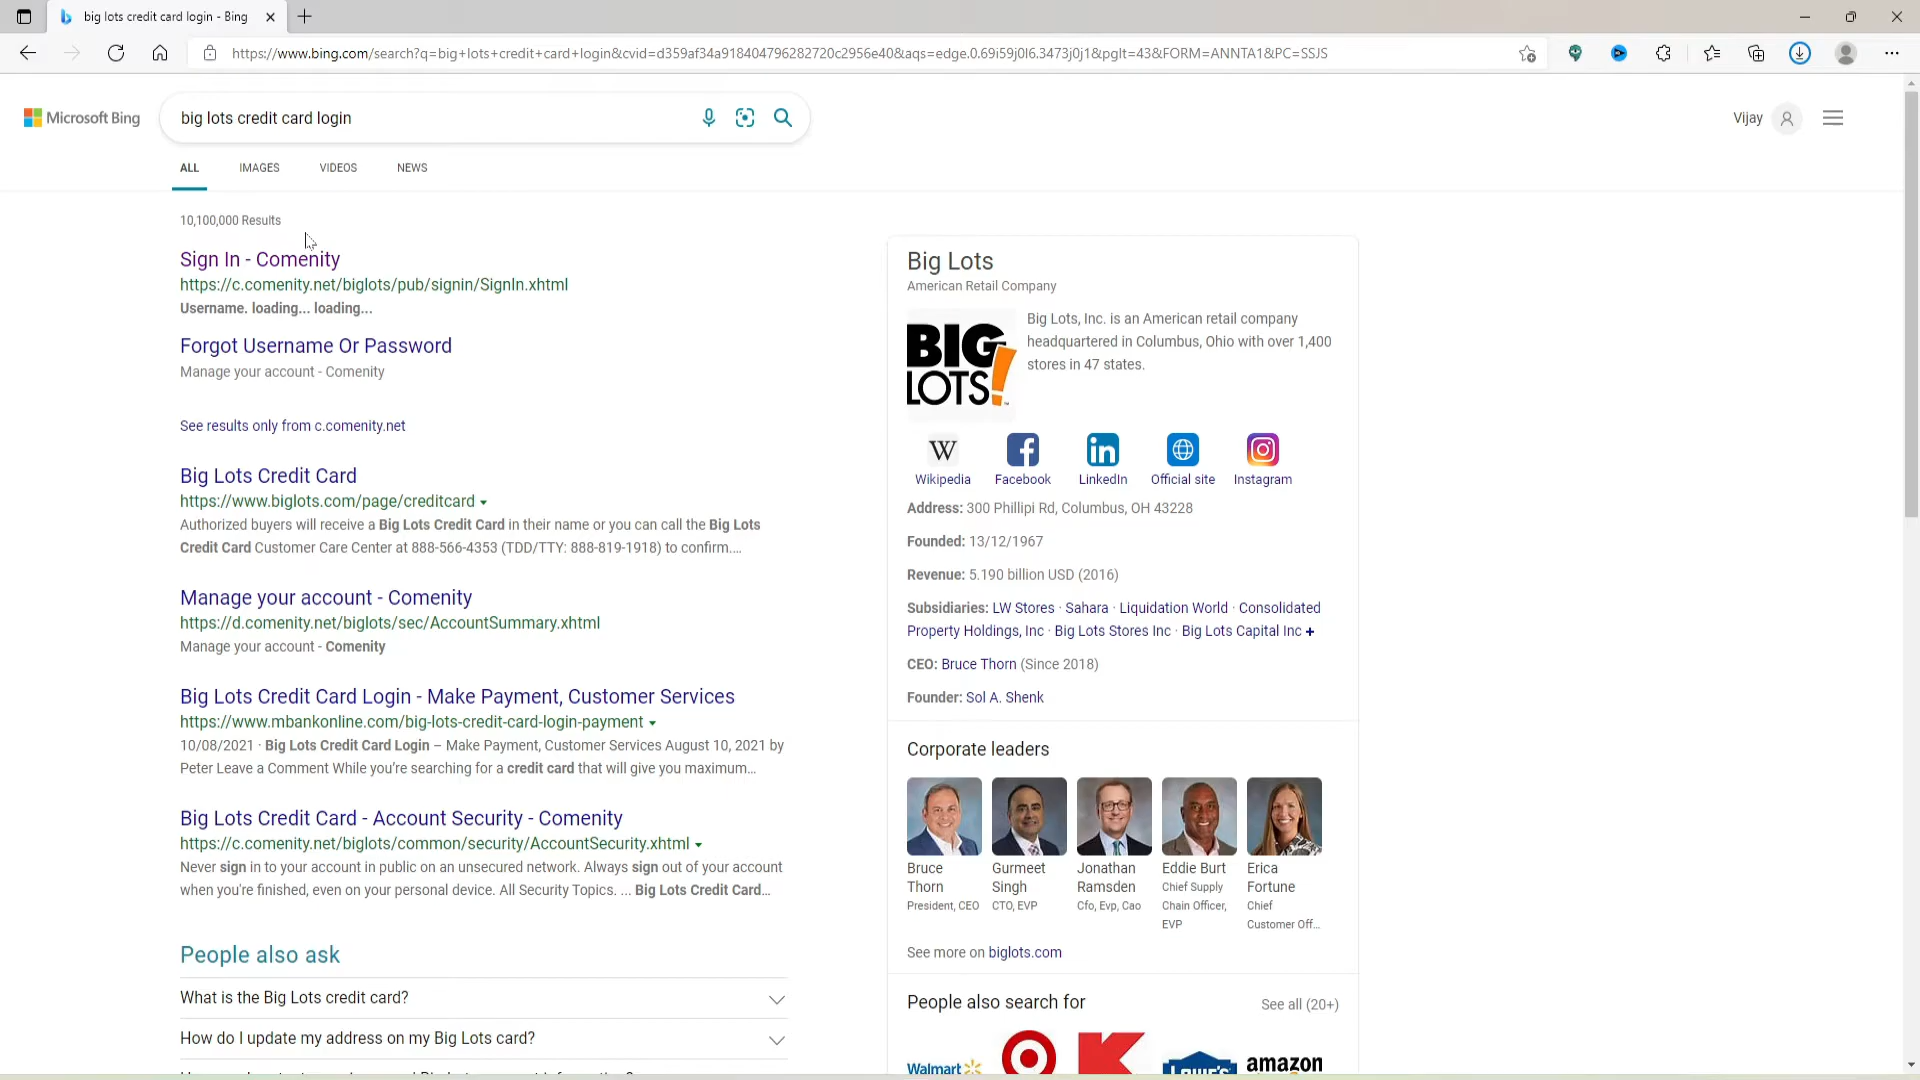 big lots credit card login - Bing
https://www.bing.com/search?q=big+lots+credit+card+login&cvid=d359af34a918404796282720c2956e40&aqs=edge.0.69i59j0l6.3473j0j1&pglt=43&FORM=ANNTA1&PC=SSJS
Microsoft Bing
big lots credit card login
Vijay
ALL
IMAGES
VIDEOS
NEWS
10,100,000 Results
Sign In - Comenity
https://c.comenity.net/biglots/pub/signin/SignIn.xhtml
Username. loading... loading...
Forgot Username Or Password
Manage your account - Comenity
See results only from c.comenity.net
Big Lots Credit Card
https://www.biglots.com/page/creditcard
Authorized buyers will receive a Big Lots Credit Card in their name or you can call the Big Lots
Credit Card Customer Care Center at 888-566-4353 (TDD/TTY: 888-819-1918) to confirm....
Manage your account - Comenity
https://d.comenity.net/biglots/sec/AccountSummary.xhtml
Manage your account - Comenity
Big Lots Credit Card Login - Make Payment, Customer Services
https://www.mbankonline.com/big-lots-credit-card-login-payment
10/08/2021 · Big Lots Credit Card Login – Make Payment, Customer Services August 10, 2021 by
Peter Leave a Comment While you're searching for a credit card that will give you maximum...
Big Lots Credit Card - Account Security - Comenity
https://c.comenity.net/biglots/common/security/AccountSecurity.xhtml
Never sign in to your account in public on an unsecured network. Always sign out of your account
when you're finished, even on your personal device. All Security Topics. ... Big Lots Credit Card...
People also ask
What is the Big Lots credit card?
How do I update my address on my Big Lots card?
Big Lots
American Retail Company
BIG
LOTS!
Big Lots, Inc. is an American retail company
headquartered in Columbus, Ohio with over 1,400
stores in 47 states.
W
Wikipedia
Facebook
in
LinkedIn
Official site
Instagram
Address: 300 Phillipi Rd, Columbus, OH 43228
Founded: 13/12/1967
Revenue: 5.190 billion USD (2016)
Subsidiaries: LW Stores · Sahara · Liquidation World · Consolidated
Property Holdings, Inc · Big Lots Stores Inc · Big Lots Capital Inc +
CEO: Bruce Thorn (Since 2018)
Founder: Sol A. Shenk
Corporate leaders
Bruce
Thorn
President, CEO
Gurmeet
Singh
CTO, EVP
Jonathan
Ramsden
Cfo, Evp, Cao
Eddie Burt
Chief Supply
Chain Officer,
EVP
Erica
Fortune
Chief
Customer Off...
See more on biglots.com
People also search for
See all (20+)
Walmart
LOWE'S
amazon